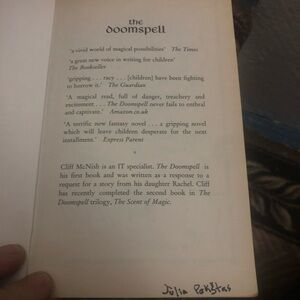 the
doomspell
'a vivid world of magical possibilities' The Times
'a great new voice in writing for children'
The Bookseller
'gripping . . . racy . . . [children] have been fighting
to borrow it.' The Guardian
'A magical read, full of danger, treachery and
excitement . . . The Doomspell never fails to enthral
and captivate.' Amazon.co.uk
'A terrific new fantasy novel . . . a gripping novel
which will leave children desperate for the next
instalment.' Express Parent
Cliff McNish is an IT specialist. The Doomspell is
his first book and was written as a response to a
request for a story from his daughter Rachel. Cliff
has recently completed the second book in The
Doomspell trilogy, The Scent of Magic.
Julia